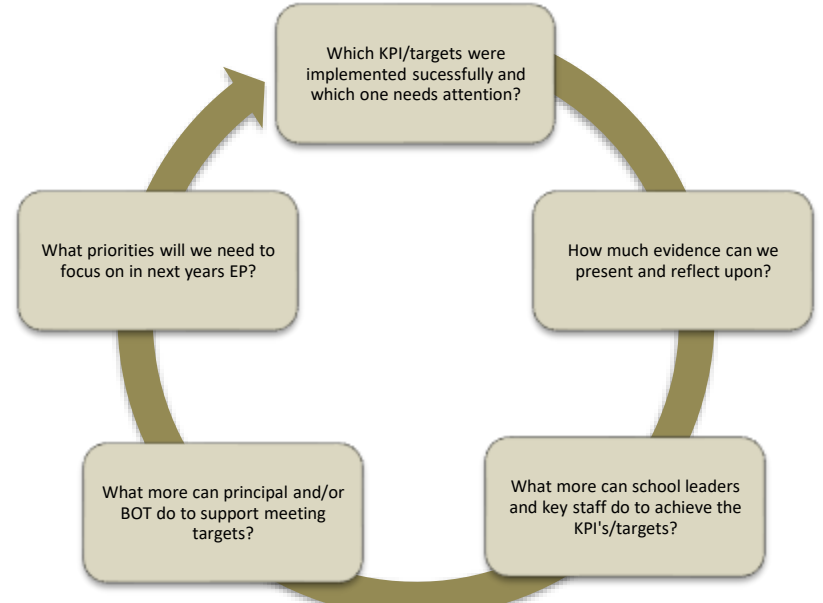 Which KPI/targets were
implemented sucessfully and
which one needs attention?
How much evidence can we
present and reflect upon?
What more can school leaders
and key staff do to achieve the
KPI's/targets?
What more can principal and/or
BOT do to support meeting
targets?
What priorities will we need to
focus on in next years EP?